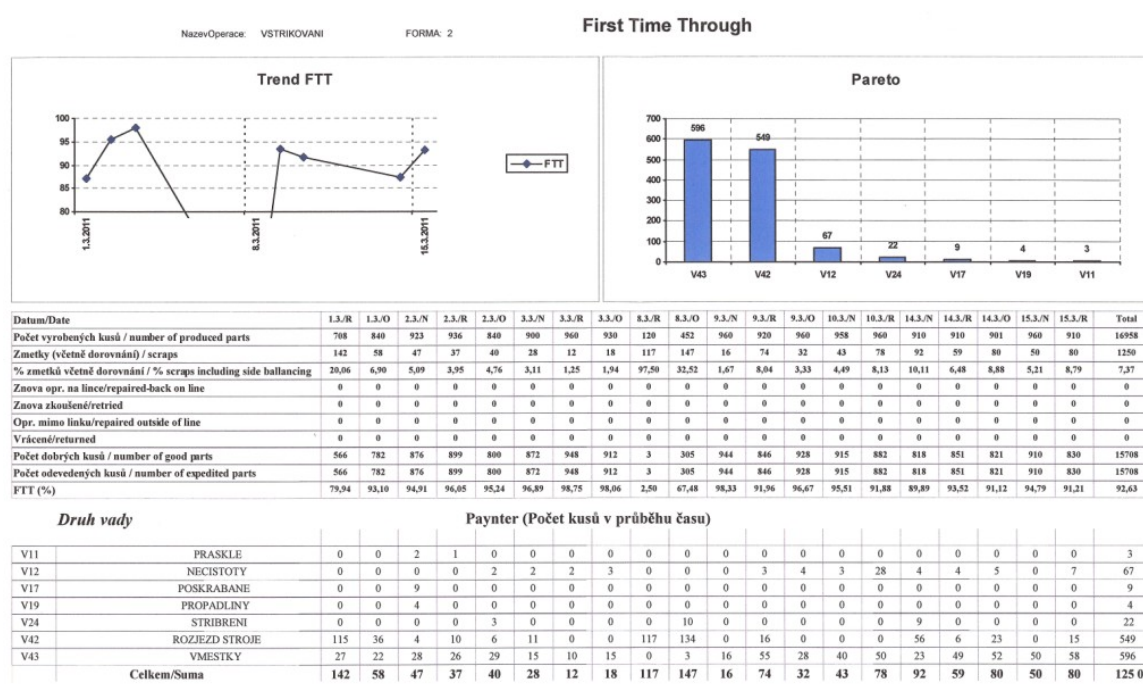 First Time Through
NazevOperace: VSTRIKOVANI FORMA: 2
Trend FTT
100
95
90
85
80
1.3.2011
8.3.2011
15.3.2011
FTT
Pareto
700
600
500
400
300
200
100
0
596
549
67
22
9
4
3
V43 V42 V12 V24 V17 V19 V11
Datum/Date 1.3./R 1.3./O 2.3./N 2.3./R 2.3./O 3.3./N 3.3./R 3.3./O 8.3./R 8.3./O 9.3./N 9.3./R 9.3./O 10.3./N 10.3./R 14.3./N 14.3./R 14.3./O 15.3./N 15.3./R Total
Počet vyrobených kusů / number of produced parts 708 840 923 936 840 900 960 930 120 452 960 920 960 958 960 910 910 901 960 910 16958
Zmetky (včetně dorovnání) / scraps 142 58 47 37 40 28 12 18 117 147 16 74 32 43 78 92 59 80 50 80 1250
% zmetků včetně dorovnání / % scraps including side ballancing 20,06 6,90 5,09 3,95 4,76 3,11 1,25 1,94 97,50 32,52 1,67 8,04 3,33 4,49 8,13 10,11 6,48 8,88 5,21 8,79 7,37
Znova opr. na lince/repaired-back on line 0 0 0 0 0 0 0 0 0 0 0 0 0 0 0 0 0 0 0 0 0
Znova zkoušené/retried 0 0 0 0 0 0 0 0 0 0 0 0 0 0 0 0 0 0 0 0 0
Opr. mimo linku/repaired outside of line 0 0 0 0 0 0 0 0 0 0 0 0 0 0 0 0 0 0 0 0 0
Vrácené/returned 0 0 0 0 0 0 0 0 0 0 0 0 0 0 0 0 0 0 0 0 0
Počet dobrých kusů / number of good parts 566 782 876 899 800 872 948 912 3 305 944 846 928 915 882 818 851 821 910 830 15708
Počet odevedených kusů / number of expedited parts 566 782 876 899 800 872 948 912 3 305 944 846 928 915 882 818 851 821 910 830 15708
FTT (%) 79,94 93,10 94,91 96,05 95,24 96,89 98,75 98,06 2,50 67,48 98,33 91,96 96,67 95,51 91,88 89,89 93,52 91,12 94,79 91,21 92,63
Druh vady Paynter (Počet kusů v průběhu času)
V11 PRASKLE 0 0 2 1 0 0 0 0 0 0 0 0 0 0 0 0 0 0 0 0 3
V12 NECISTOTY 0 0 0 0 2 2 2 3 0 0 0 3 4 3 28 4 4 5 0 7 67
V17 POSKRABANE 0 0 9 0 0 0 0 0 0 0 0 0 0 0 0 0 0 0 0 0 9
V19 PROPADLINY 0 0 4 0 0 0 0 0 0 0 0 0 0 0 0 0 0 0 0 0 4
V24 STRIBRENI 0 0 0 0 3 0 0 0 0 10 0 0 0 0 0 9 0 0 0 0 22
V42 ROZJEZD STROJE 115 36 4 10 6 11 0 0 117 134 0 16 0 0 0 56 6 23 0 15 549
V43 VMESTKY 27 22 28 26 29 15 10 15 0 3 16 55 28 40 50 23 49 52 50 58 596
Celkem/Suma 142 58 47 37 40 28 12 18 117 147 16 74 32 43 78 92 59 80 50 80 1250